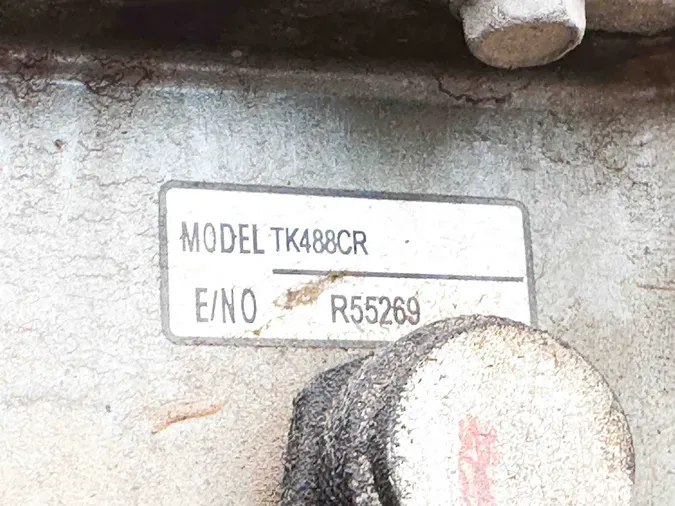 MODEL TK488CR
E/NO R55269